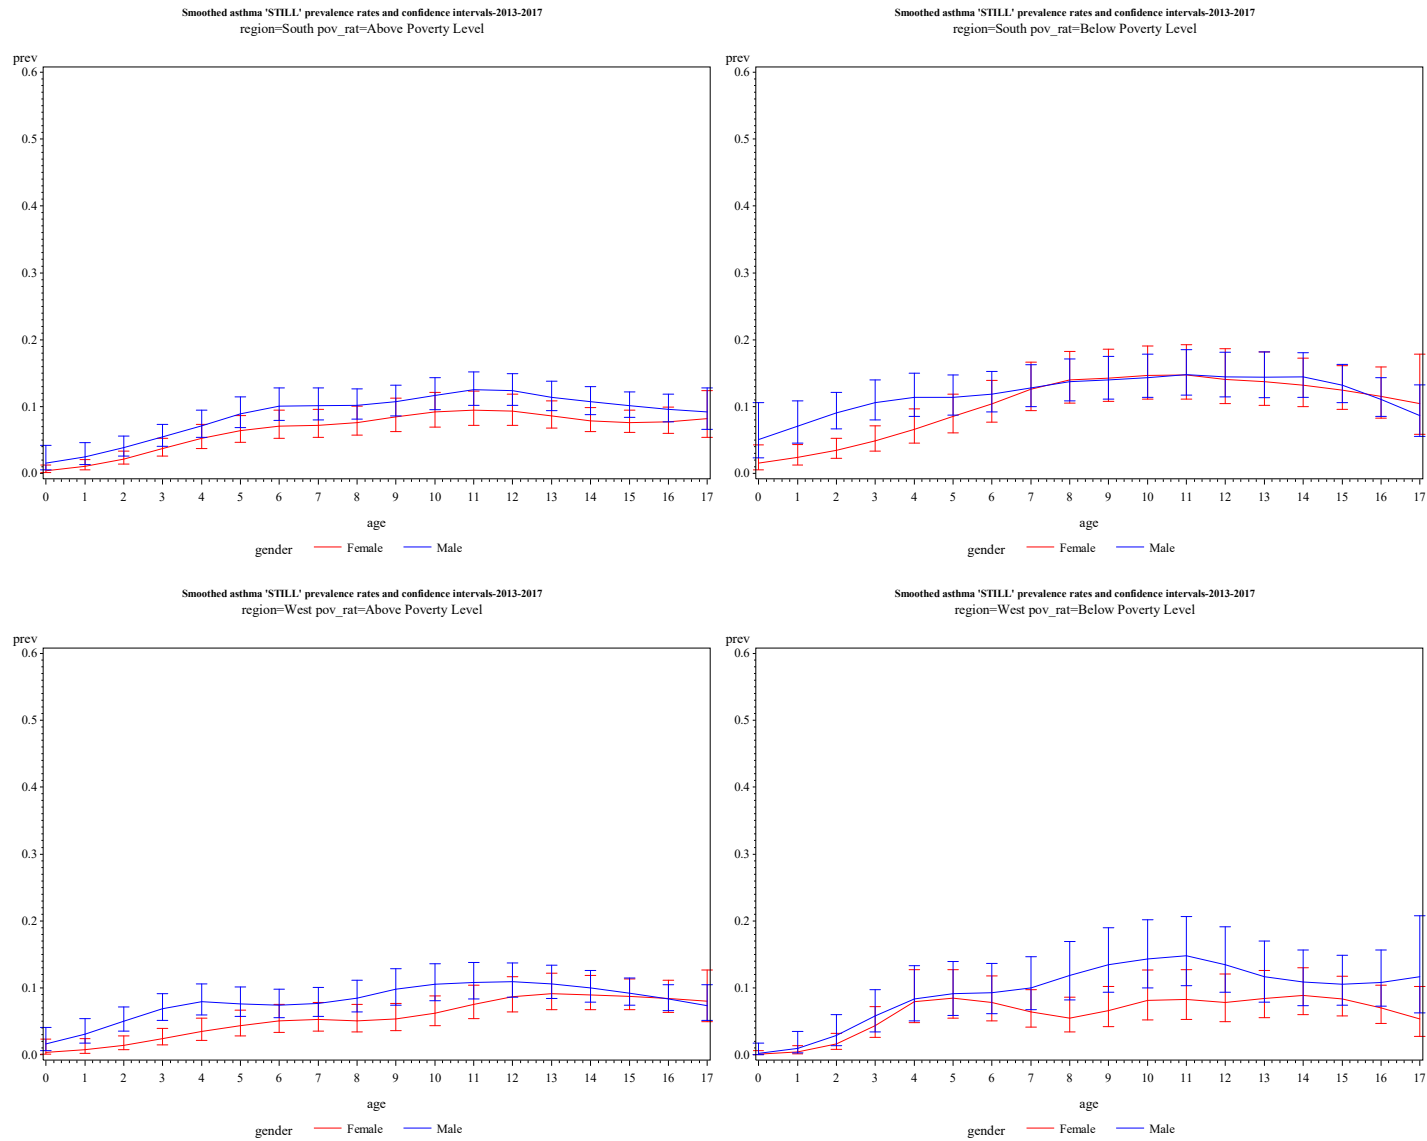 Smoothed asthma 'STILL' prevalence rates and confidence intervals-2013-2017
region=South pov_rat=Above Poverty Level
prev
0.6
0.5
0.4
0.3
0.2
0.1
0.0
0 1 2 3 4 5 6 7 8 9 10 11 12 13 14 15 16 17
age
gender Female Male
Smoothed asthma 'STILL' prevalence rates and confidence intervals-2013-2017
region=South pov_rat=Below Poverty Level
prev
0.6
0.5
0.4
0.3
0.2
0.1
0.0
0 1 2 3 4 5 6 7 8 9 10 11 12 13 14 15 16 17
age
gender Female Male
Smoothed asthma 'STILL' prevalence rates and confidence intervals-2013-2017
region=West pov_rat=Above Poverty Level
prev
0.6
0.5
0.4
0.3
0.2
0.1
0.0
0 1 2 3 4 5 6 7 8 9 10 11 12 13 14 15 16 17
age
gender Female Male
Smoothed asthma 'STILL' prevalence rates and confidence intervals-2013-2017
region=West pov_rat=Below Poverty Level
prev
0.6
0.5
0.4
0.3
0.2
0.1
0.0
0 1 2 3 4 5 6 7 8 9 10 11 12 13 14 15 16 17
age
gender Female Male